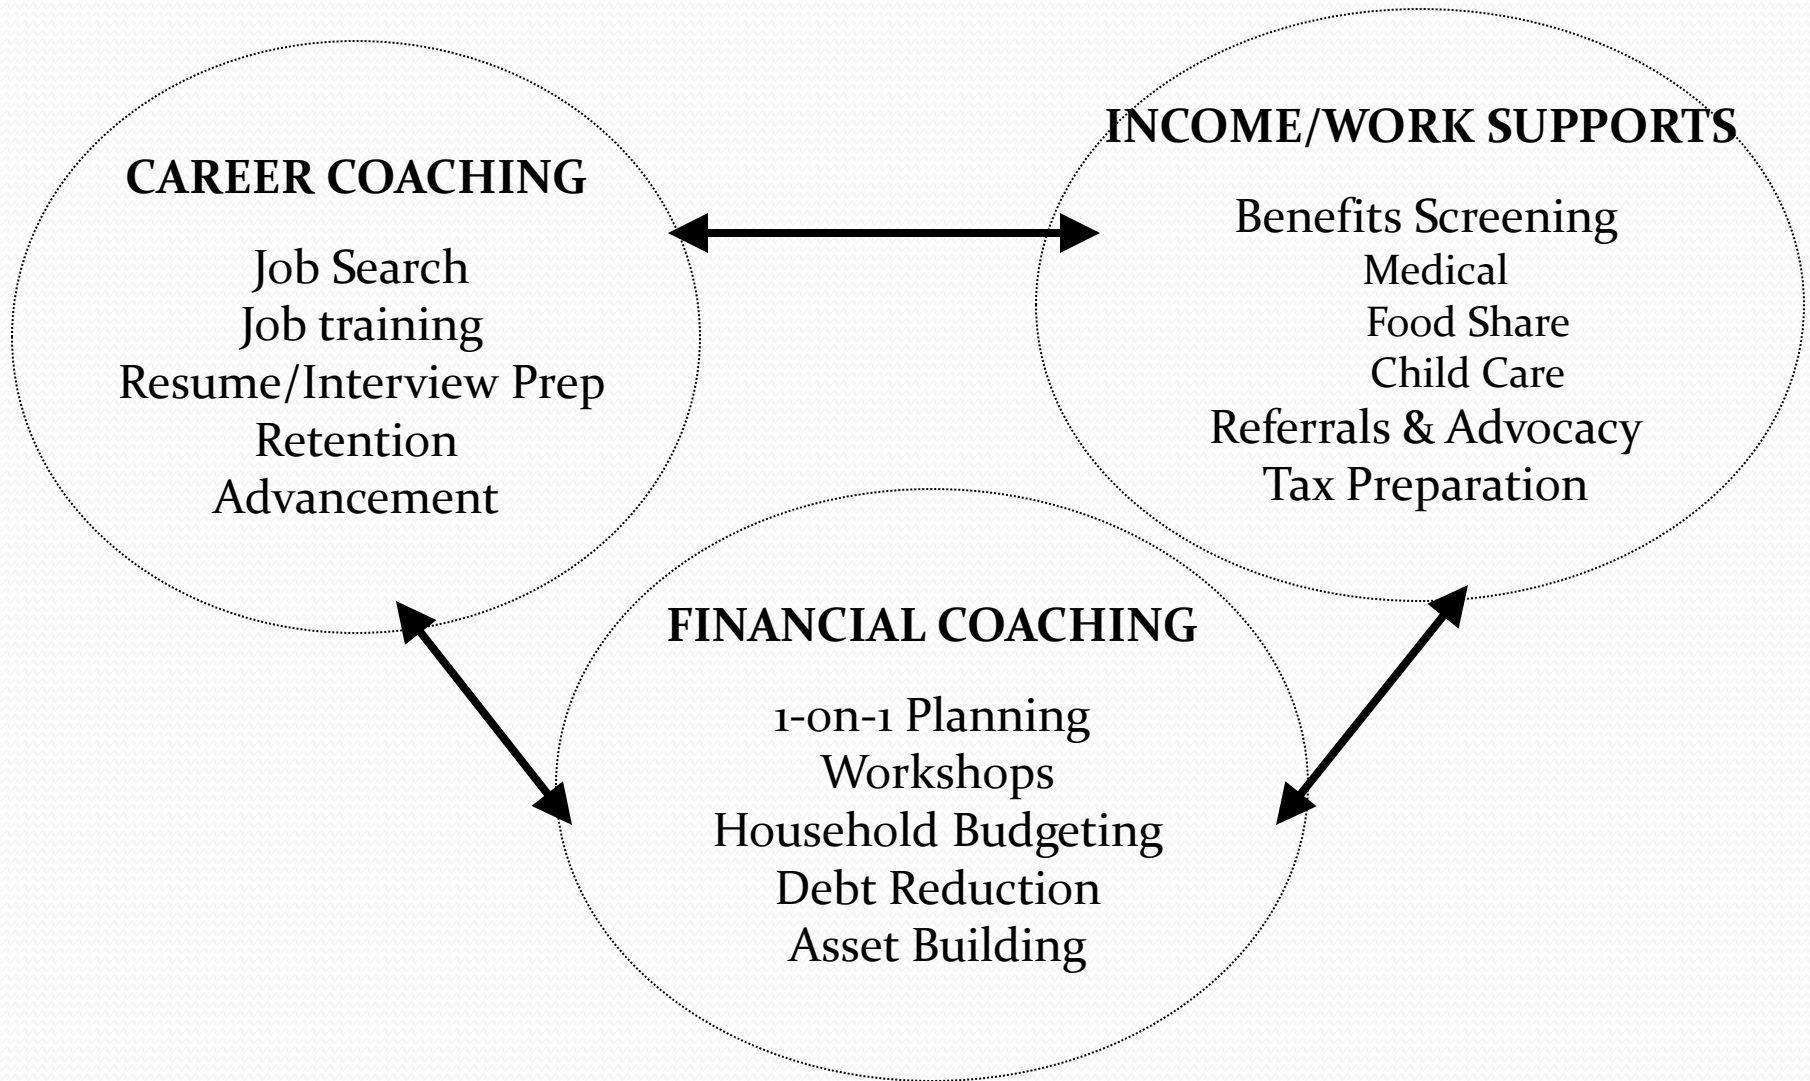 CAREER COACHING
Job Search
Job training
Resume/Interview Prep
Retention
Advancement
INCOME/WORK SUPPORTS
Benefits Screening
Medical
Food Share
Child Care
Referrals & Advocacy
Tax Preparation
FINANCIAL COACHING
1-on-1 Planning
Workshops
Household Budgeting
Debt Reduction
Asset Building